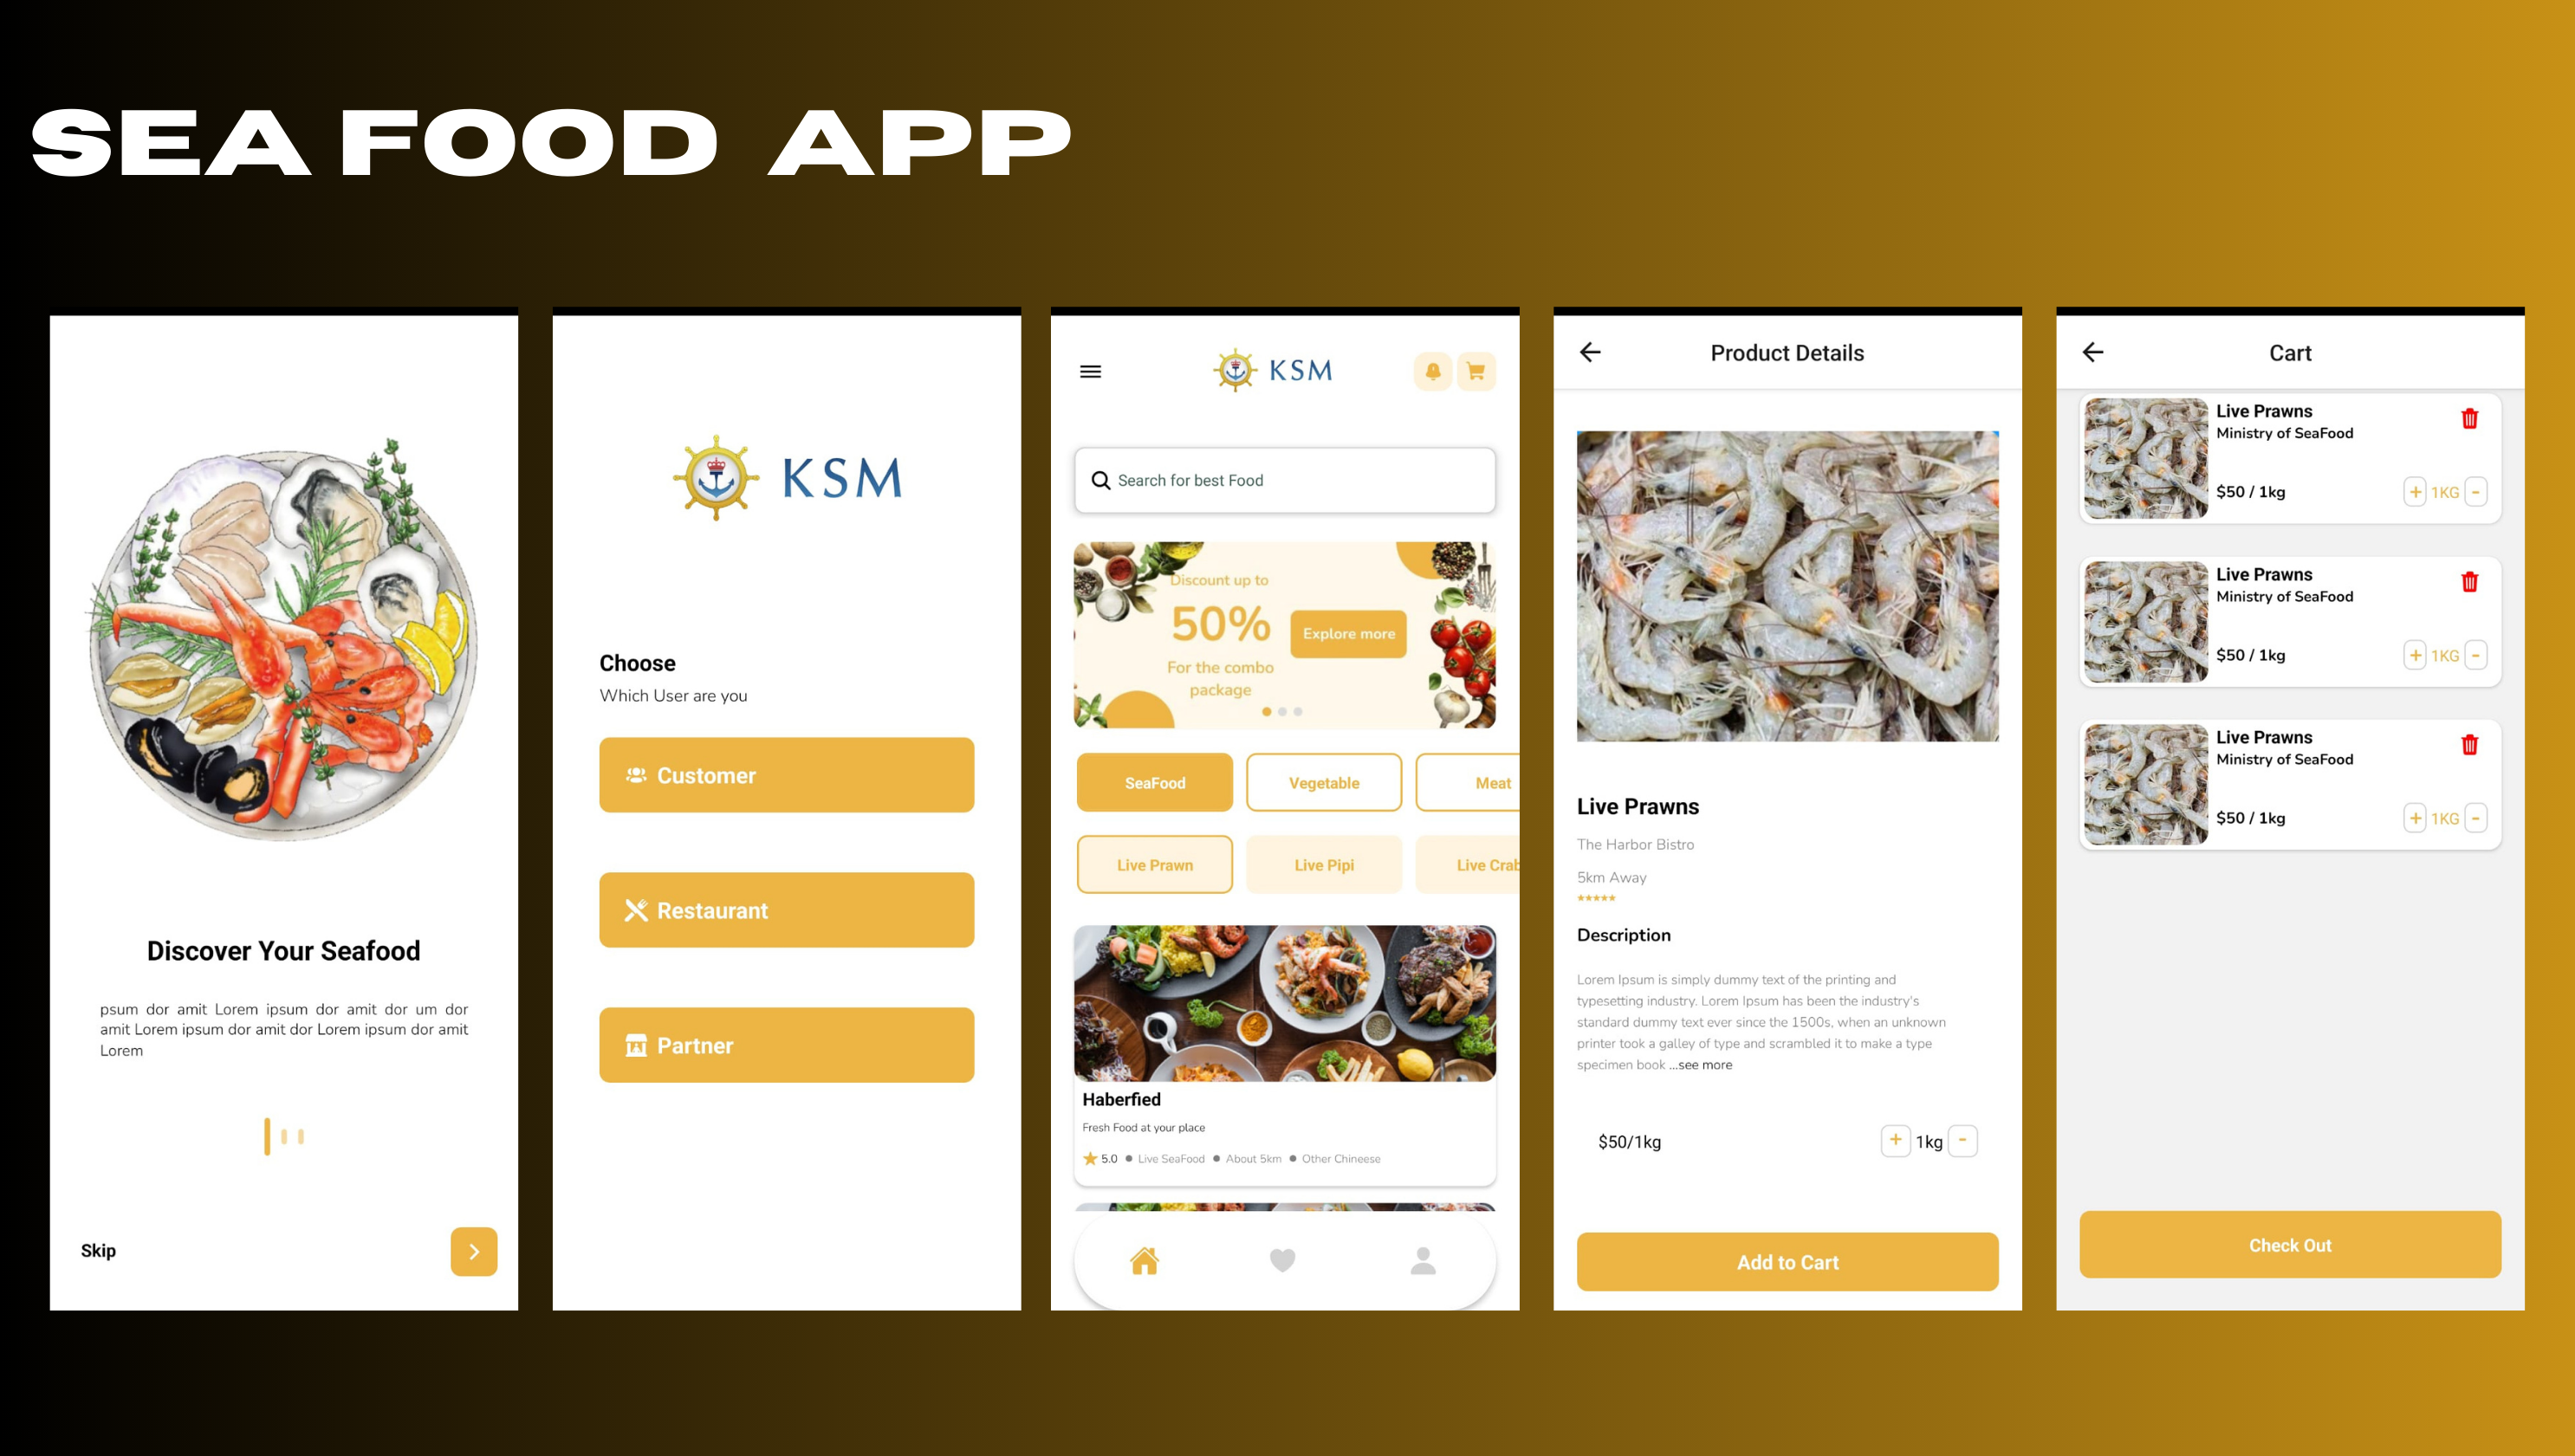 SEA FOOD APP
Discover Your Seafood
psum dor amit Lorem ipsum dor amit dor um dor
amit Lorem ipsum dor amit dor Lorem ipsum dor amit
Lorem
Skip
KSM
Choose
Which User are you
Customer
Restaurant
Partner
KSM
Search for best Food
Discount up to
50%
Explore more
For the combo
package
SeaFood
Vegetable
Meat
Live Prawn
Live Pipi
Live Crab
Haberfied
Fresh Food at your place
5.0 ● Live SeaFood ● About 5km ● Other Chineese
Product Details
Live Prawns
The Harbor Bistro
5km Away
Description
Lorem Ipsum is simply dummy text of the printing and
typesetting industry. Lorem Ipsum has been the industry's
standard dummy text ever since the 1500s, when an unknown
printer took a galley of type and scrambled it to make a type
specimen book ...see more
$50/1kg
+ 1kg -
Add to Cart
Cart
Live Prawns
Ministry of SeaFood
$50 / 1kg
+ 1KG -
Live Prawns
Ministry of SeaFood
$50 / 1kg
+ 1KG -
Live Prawns
Ministry of SeaFood
$50 / 1kg
+ 1KG -
Check Out